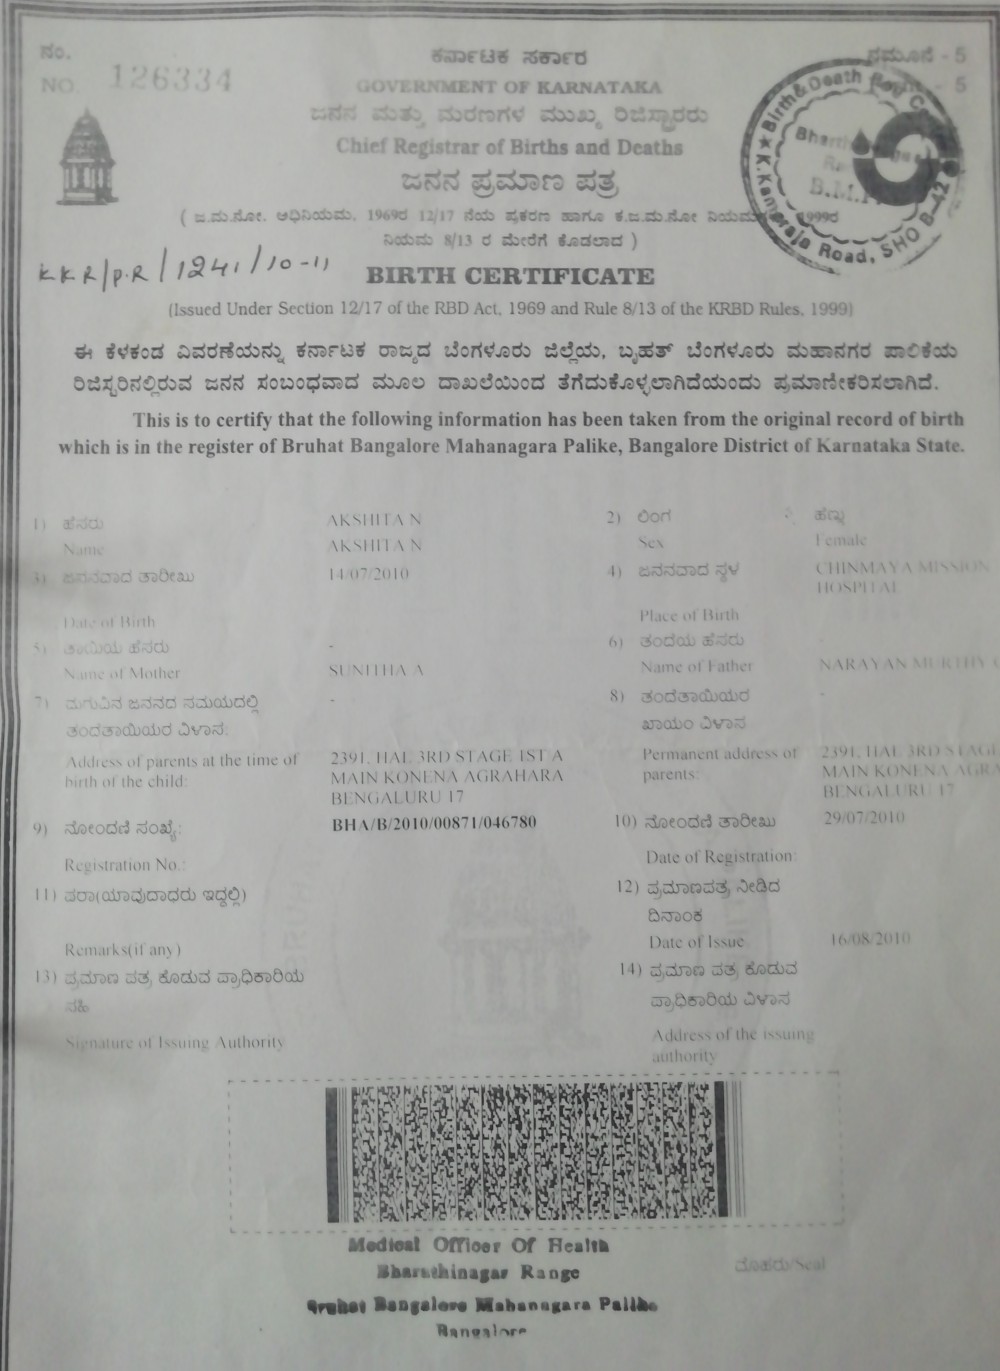 ನಂ.
NO. 126334
ಕರ್ನಾಟಕ ಸರ್ಕಾರ
ನಮೂನೆ - 5
- 5
GOVERNMENT OF KARNATAKA
ಜನನ ಮತ್ತು ಮರಣಗಳ ಮುಖ್ಯ ರಿಜಿಸ್ಟ್ರಾರರು
Chief Registrar of Births and Deaths
ಜನನ ಪ್ರಮಾಣ ಪತ್ರ
( ಜ.ಮ.ನೋ. ಅಧಿನಿಯಮ, 1969ರ 12/17 ನೆಯ ಪ್ರಕರಣ ಹಾಗೂ ಕ.ಜ.ಮ.ನೋ ನಿಯಮ 1999ರ
ನಿಯಮ 8/13 ರ ಮೇರೆಗೆ ಕೊಡಲಾದ )
Birth & Death
K.Kamaraja Road, SHO B-42
KKR/P.R/1241/10-11
BIRTH CERTIFICATE
(Issued Under Section 12/17 of the RBD Act, 1969 and Rule 8/13 of the KRBD Rules, 1999)
ಈ ಕೆಳಕಂಡ ವಿವರಣೆಯನ್ನು ಕರ್ನಾಟಕ ರಾಜ್ಯದ ಬೆಂಗಳೂರು ಜಿಲ್ಲೆಯ, ಬೃಹತ್ ಬೆಂಗಳೂರು ಮಹಾನಗರ ಪಾಲಿಕೆಯ
ರಿಜಿಸ್ಟರಿನಲ್ಲಿರುವ ಜನನ ಸಂಬಂಧವಾದ ಮೂಲ ದಾಖಲೆಯಿಂದ ತೆಗೆದುಕೊಳ್ಳಲಾಗಿದೆಯಂದು ಪ್ರಮಾಣೀಕರಿಸಲಾಗಿದೆ.
This is to certify that the following information has been taken from the original record of birth
which is in the register of Bruhat Bangalore Mahanagara Palike, Bangalore District of Karnataka State.
1) ಹೆಸರು AKSHITA N 2) ಲಿಂಗ ಹೆಣ್ಣು
Name AKSHITA N Sex Female
3) ಜನನವಾದ ತಾರೀಖು 14/07/2010 4) ಜನನವಾದ ಸ್ಥಳ CHINMAYA MISSION
HOSPITAL
Date of Birth Place of Birth
5) ತಾಯಿಯ ಹೆಸರು - 6) ತಂದೆಯ ಹೆಸರು -
Name of Mother SUNITHA A Name of Father NARAYAN MURTHY
7) ಮಗುವಿನ ಜನನದ ಸಮಯದಲ್ಲಿ - 8) ತಂದತಾಯಿಯರ -
ತಂದತಾಯಿಯರ ವಿಳಾಸ: ಖಾಯಂ ವಿಳಾಸ
Address of parents at the time of 2391, HAL 3RD STAGE 1ST A Permanent address of 2391, HAL 3RD STAGE
birth of the child: MAIN KONENA AGRAHARA parents: MAIN KONENA AGRA
BENGALURU 17 BENGALURU 17
9) ನೋಂದಣಿ ಸಂಖ್ಯೆ: BHA/B/2010/00871/046780 10) ನೋಂದಣಿ ತಾರೀಖು 29/07/2010
Registration No.: Date of Registration:
11) ಷರಾ(ಯಾವುದಾದರು ಇದ್ದಲ್ಲಿ) 12) ಪ್ರಮಾಣಪತ್ರ ನೀಡಿದ
ದಿನಾಂಕ
Remarks(if any) Date of Issue 16/08/2010
13) ಪ್ರಮಾಣ ಪತ್ರ ಕೊಡುವ ಪ್ರಾಧಿಕಾರಿಯ 14) ಪ್ರಮಾಣ ಪತ್ರ ಕೊಡುವ
ಸಹಿ ಪ್ರಾಧಿಕಾರಿಯ ವಿಳಾಸ
Signature of Issuing Authority Address of the issuing
authority
Medical Officer Of Health
Bharathinagar Range
Bruhat Bangalore Mahanagara Palike
Bangalore
ಮೊಹರು/Seal